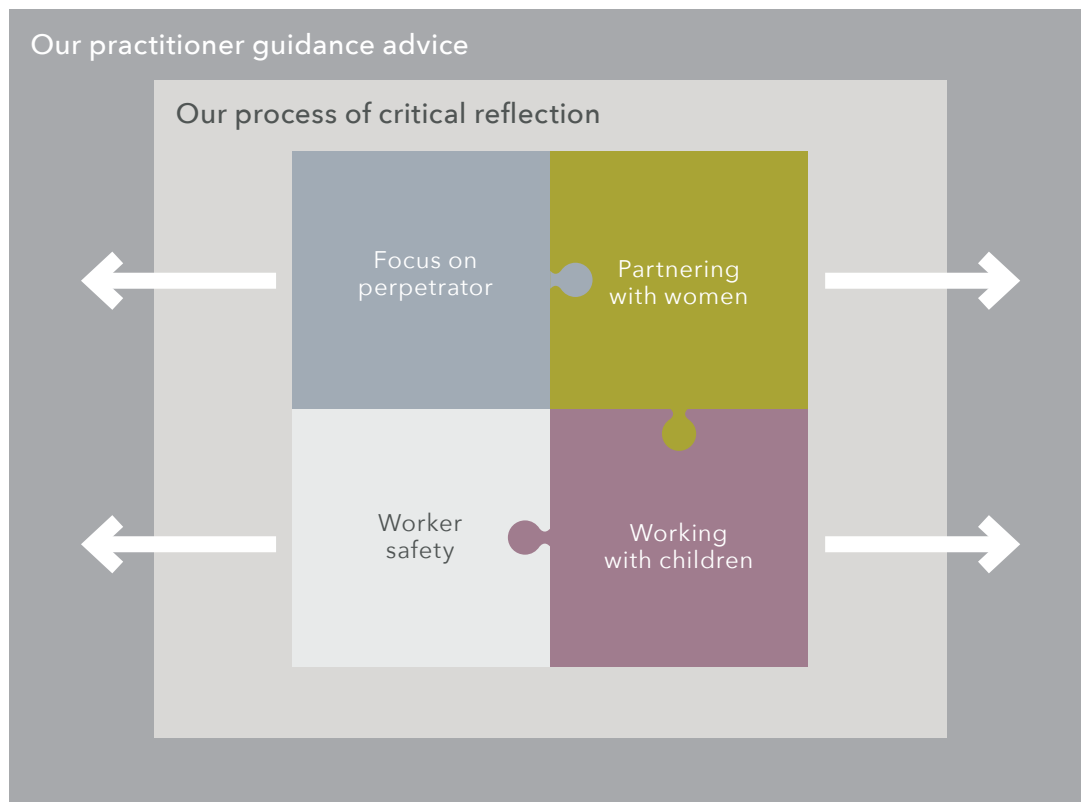 Our practitioner guidance advice
Our process of critical reflection
Focus on
perpetrator
Partnering
with women
Worker
safety
Working
with children